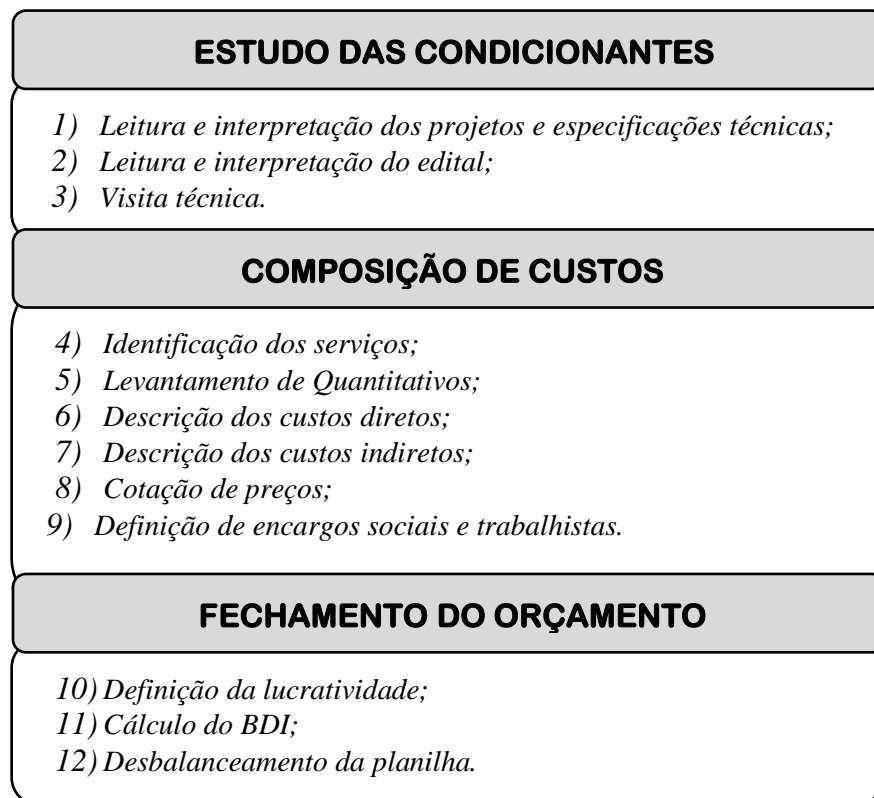 ESTUDO DAS CONDICIONANTES
1) Leitura e interpretação dos projetos e especificações técnicas;
2) Leitura e interpretação do edital;
3) Visita técnica.
COMPOSIÇÃO DE CUSTOS
4) Identificação dos serviços;
5) Levantamento de Quantitativos;
6) Descrição dos custos diretos;
7) Descrição dos custos indiretos;
8) Cotação de preços;
9) Definição de encargos sociais e trabalhistas.
FECHAMENTO DO ORÇAMENTO
10) Definição da lucratividade;
11) Cálculo do BDI;
12) Desbalanceamento da planilha.